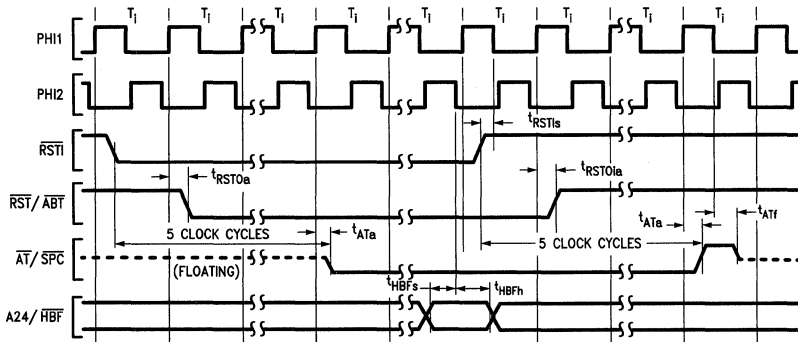 Ti Ti Ti Ti Ti Ti Ti Ti Ti
PHI1
PHI2
RSTI
tRSTIs
RST/ABT
tRSTOa
tRSTOia
AT/SPC
5 CLOCK CYCLES
tATa
(FLOATING)
tATa
tATf
5 CLOCK CYCLES
A24/HBF
tHBFs
tHBFh